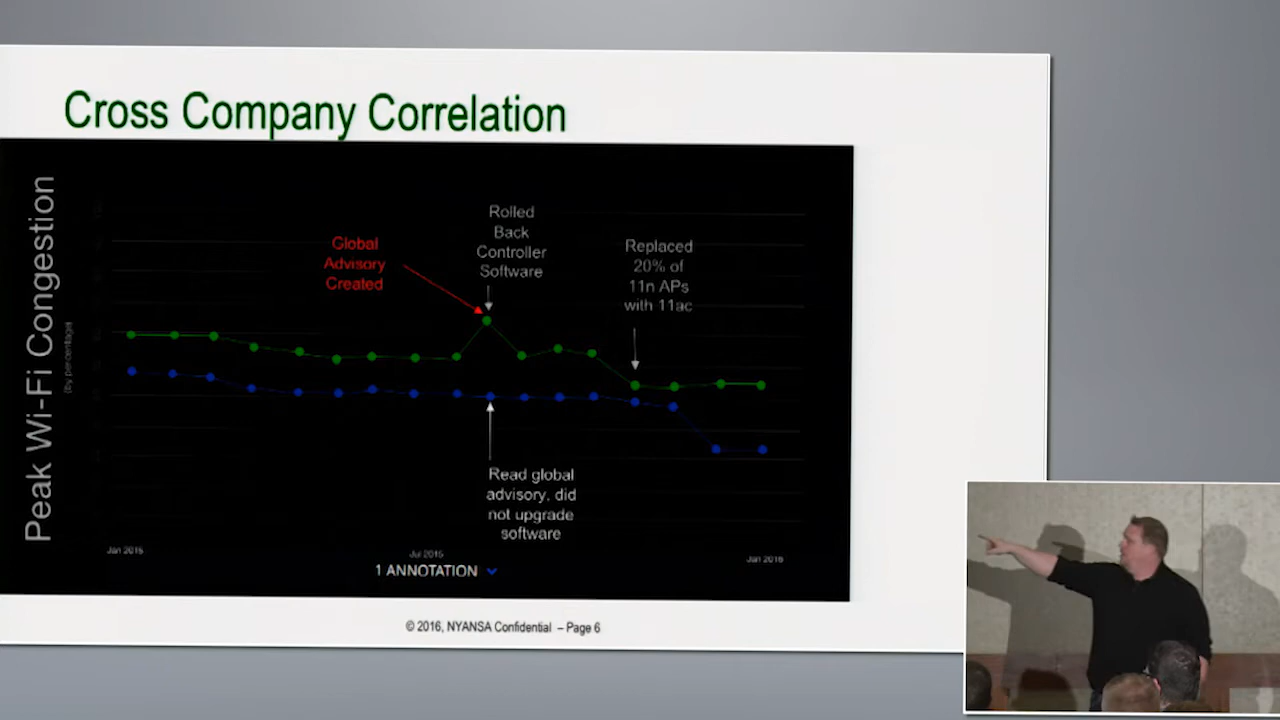 Cross Company Correlation
Peak Wi-Fi Congestion
(by percentage)
Global
Advisory
Created
Rolled
Back
Controller
Software
Replaced
20% of
11n APs
with 11ac
Read global
advisory, did
not upgrade
software
Jan 2015
Jul 2015
Jan 2016
1 ANNOTATION
© 2016, NYANSA Confidential – Page 6